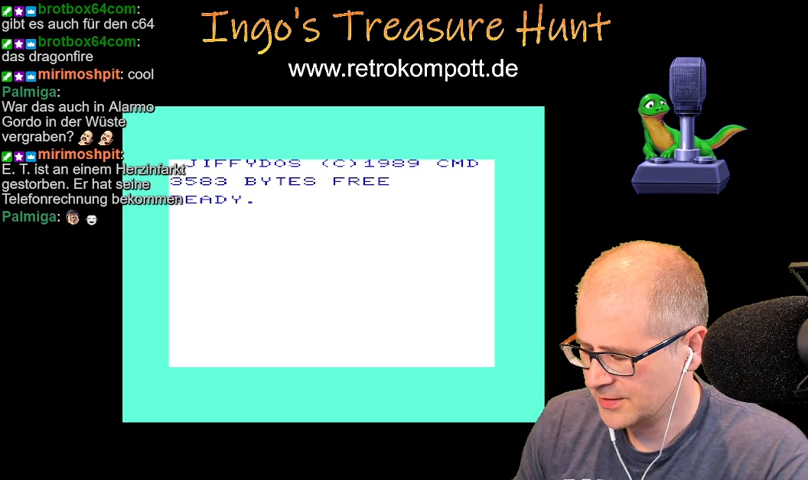 brotbox64com:
gibt es auch für den c64
brotbox64com:
das dragonfire
mirimoshpit: cool
Palmiga:
War das auch in Alarmo
Gordo in der Wüste
vergraben?
mirimoshpit:
E. T. ist an einem Herzinfarkt
gestorben. Er hat seine
Telefonrechnung bekommen
Palmiga:
Ingo's Treasure Hunt
www.retrokompott.de
JIFFYDOS (C)1989 CMD
3583 BYTES FREE
READY.